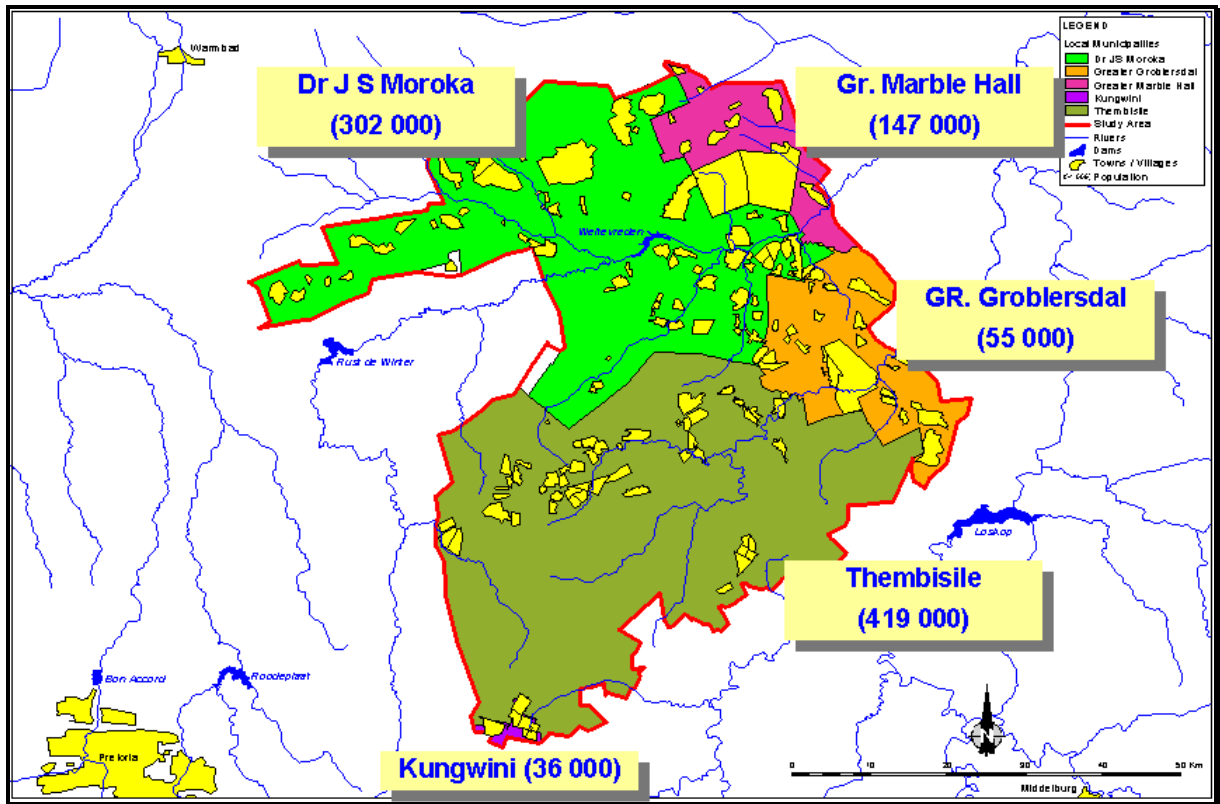 Warmbad
Dr J S Moroka
(302 000)
Gr. Marble Hall
(147 000)
LEGEND
Local Municipalities
Dr JS Moroka
Greater Groblersdal
Greater Marble Hall
Kungwini
Thembisile
Study Area
Rivers
Dams
Towns / Villages
Population
Weltevreden
GR. Groblersdal
(55 000)
Rust de Winter
Loskop
Thembisile
(419 000)
Bon Accord
Roodeplaat
Pretoria
Kungwini (36 000)
0 10 20 30 40 50 Km
Middelburg